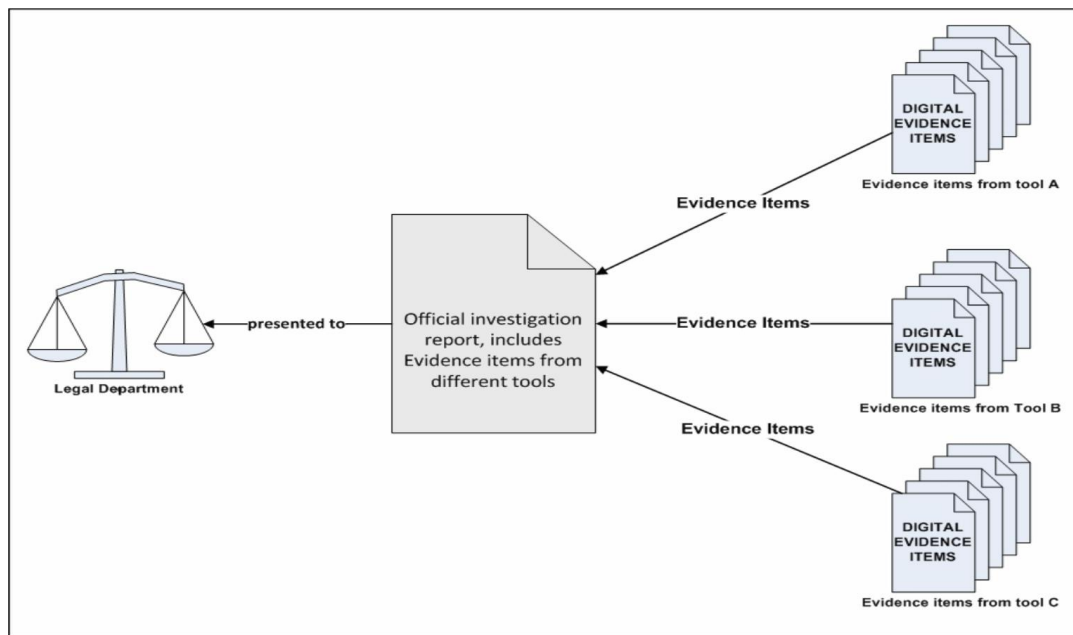 DIGITAL
EVIDENCE
ITEMS
Evidence items from tool A
Evidence Items
Official investigation
report, includes
Evidence items from
different tools
presented to
Legal Department
Evidence Items
DIGITAL
EVIDENCE
ITEMS
Evidence items from Tool B
Evidence Items
DIGITAL
EVIDENCE
ITEMS
Evidence items from tool C